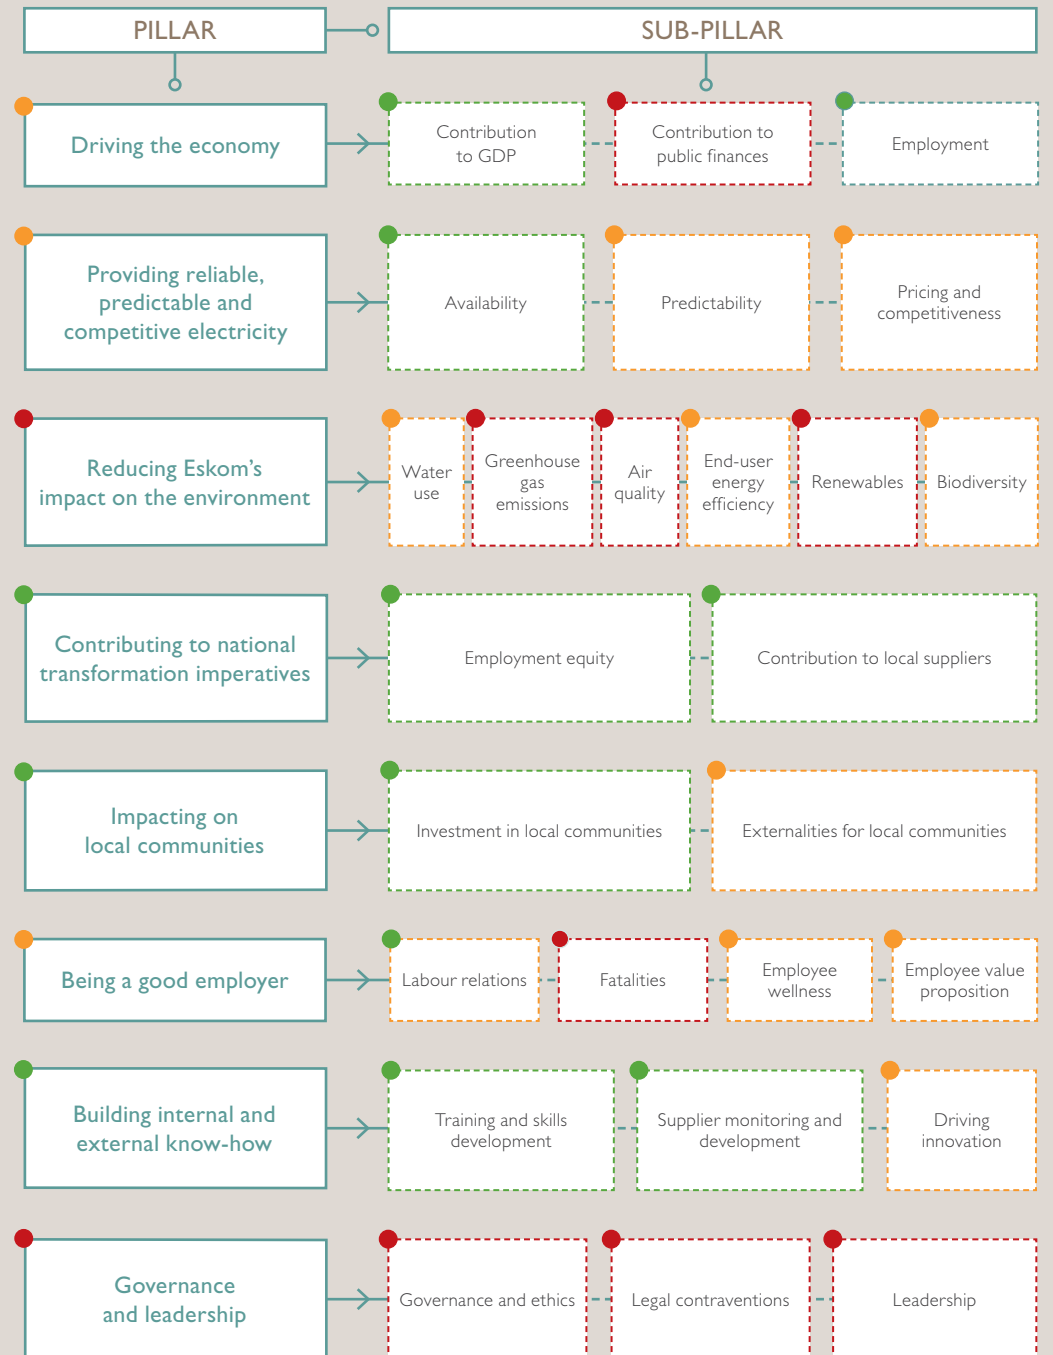 PILLAR
SUB-PILLAR
Driving the economy
Contribution
to GDP
Contribution to
public finances
Employment
Providing reliable,
predictable and
competitive electricity
Availability
Predictability
Pricing and
competitiveness
Reducing Eskom's
impact on the environment
Water
use
Greenhouse
gas
emissions
Air
quality
End-user
energy
efficiency
Renewables
Biodiversity
Contributing to national
transformation imperatives
Employment equity
Contribution to local suppliers
Impacting on
local communities
Investment in local communities
Externalities for local communities
Being a good employer
Labour relations
Fatalities
Employee
wellness
Employee value
proposition
Building internal and
external know-how
Training and skills
development
Supplier monitoring and
development
Driving
innovation
Governance
and leadership
Governance and ethics
Legal contraventions
Leadership